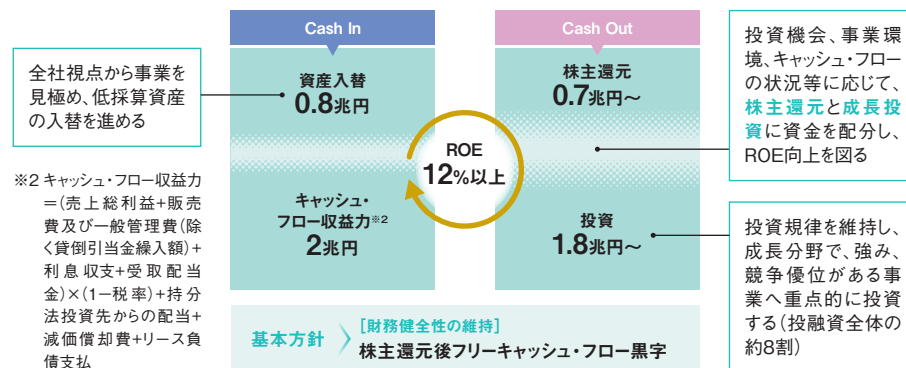 Cash In
Cash Out
全社視点から事業を
見極め、低採算資産
の入替を進める
資産入替
0.8兆円
株主還元
0.7兆円～
投資機会、事業環
境、キャッシュ・フロー
の状況等に応じて、
株主還元と成長投
資に資金を配分し、
ROE向上を図る
ROE
12%以上
※2 キャッシュ・フロー収益力
＝(売上総利益+販売
費及び一般管理費(除
く貸倒引当金繰入額)+
利息収支+受取配当
金)×(1－税率)+持分
法投資先からの配当+
減価償却費+リース負
債支払
キャッシュ・
フロー収益力※2
2兆円
投資
1.8兆円～
投資規律を維持し、
成長分野で、強み、
競争優位がある事
業へ重点的に投資
する(投融資全体の
約8割)
基本方針
[財務健全性の維持]
株主還元後フリーキャッシュ・フロー黒字